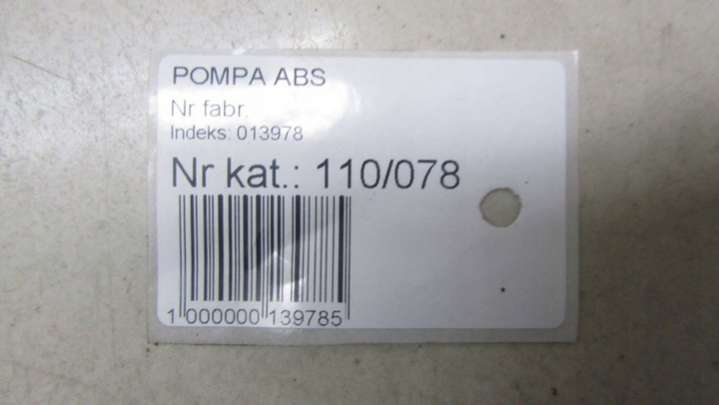 POMPA ABS
Nr fabr.
Indeks: 013978
Nr kat.: 110/078
1 000000 139785